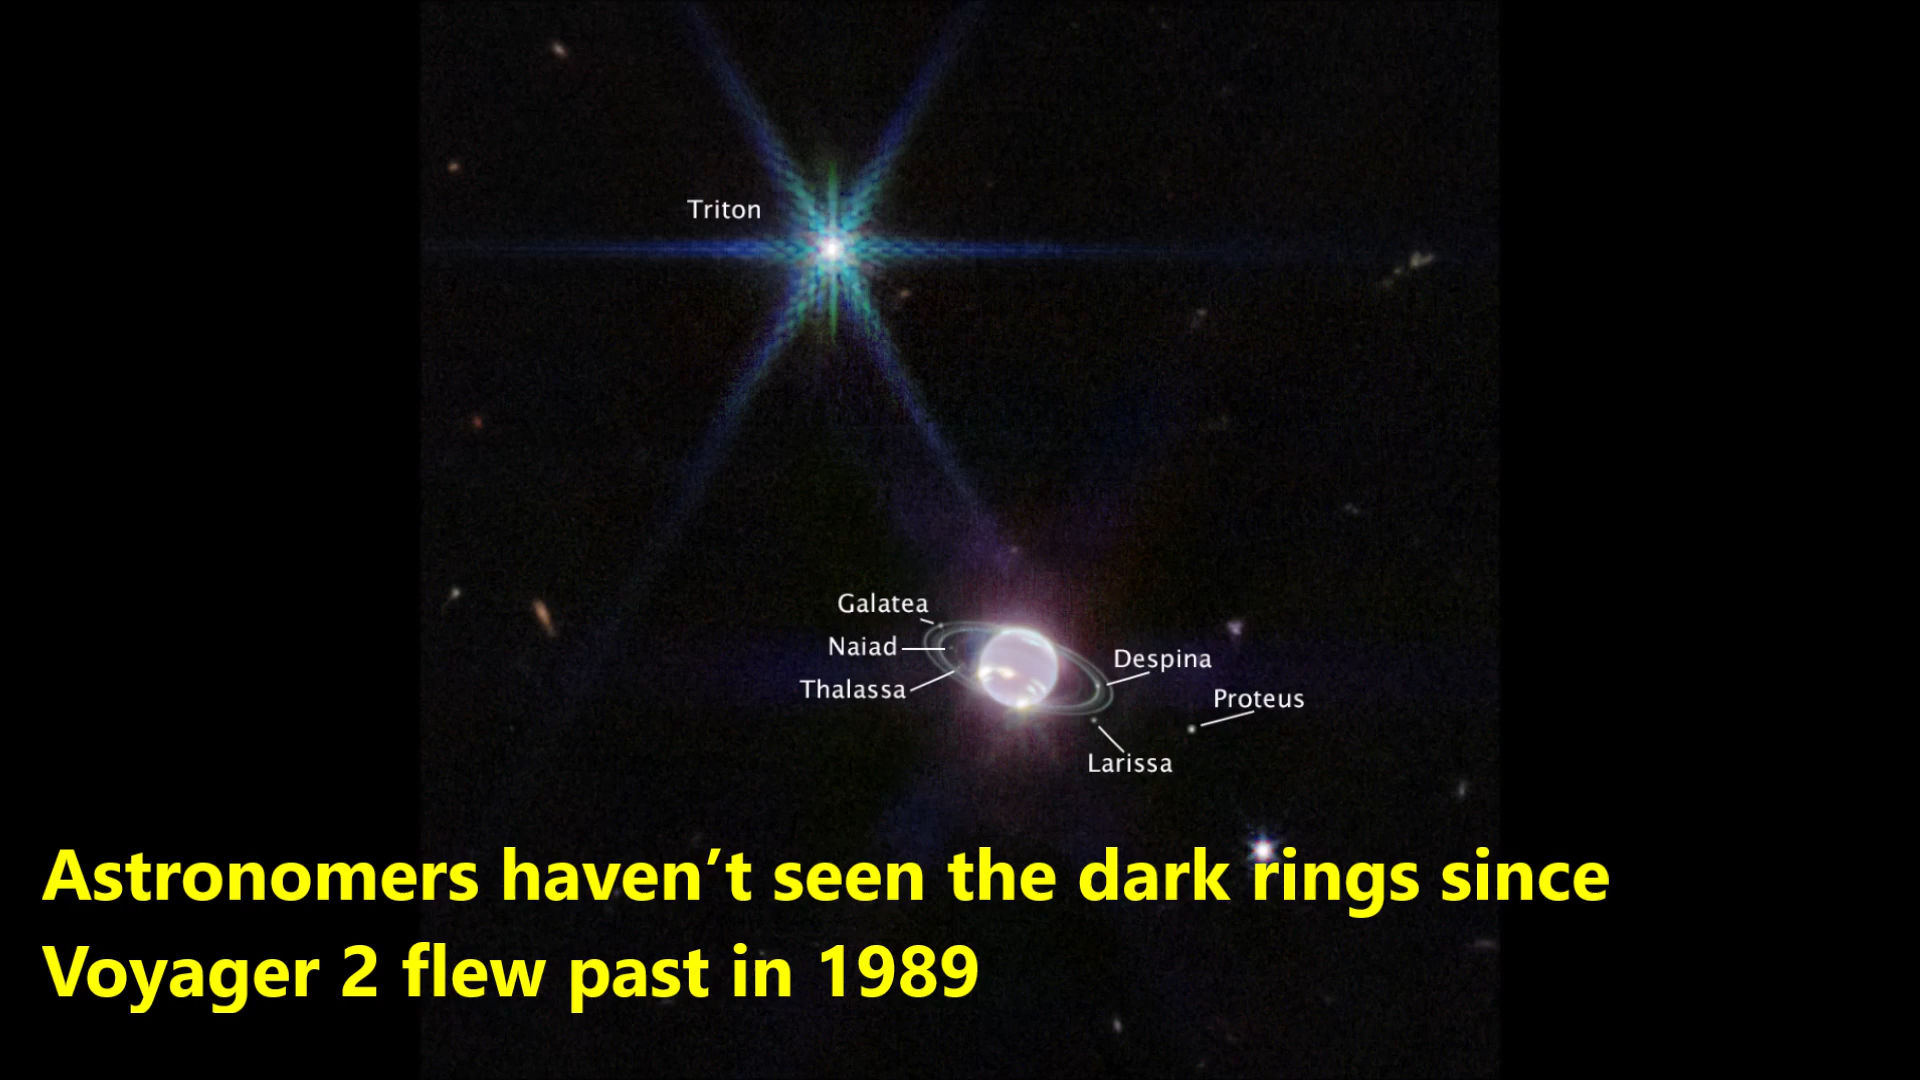 Triton
Galatea
Naiad
Thalassa
Despina
Proteus
Larissa
Astronomers haven’t seen the dark rings since
Voyager 2 flew past in 1989